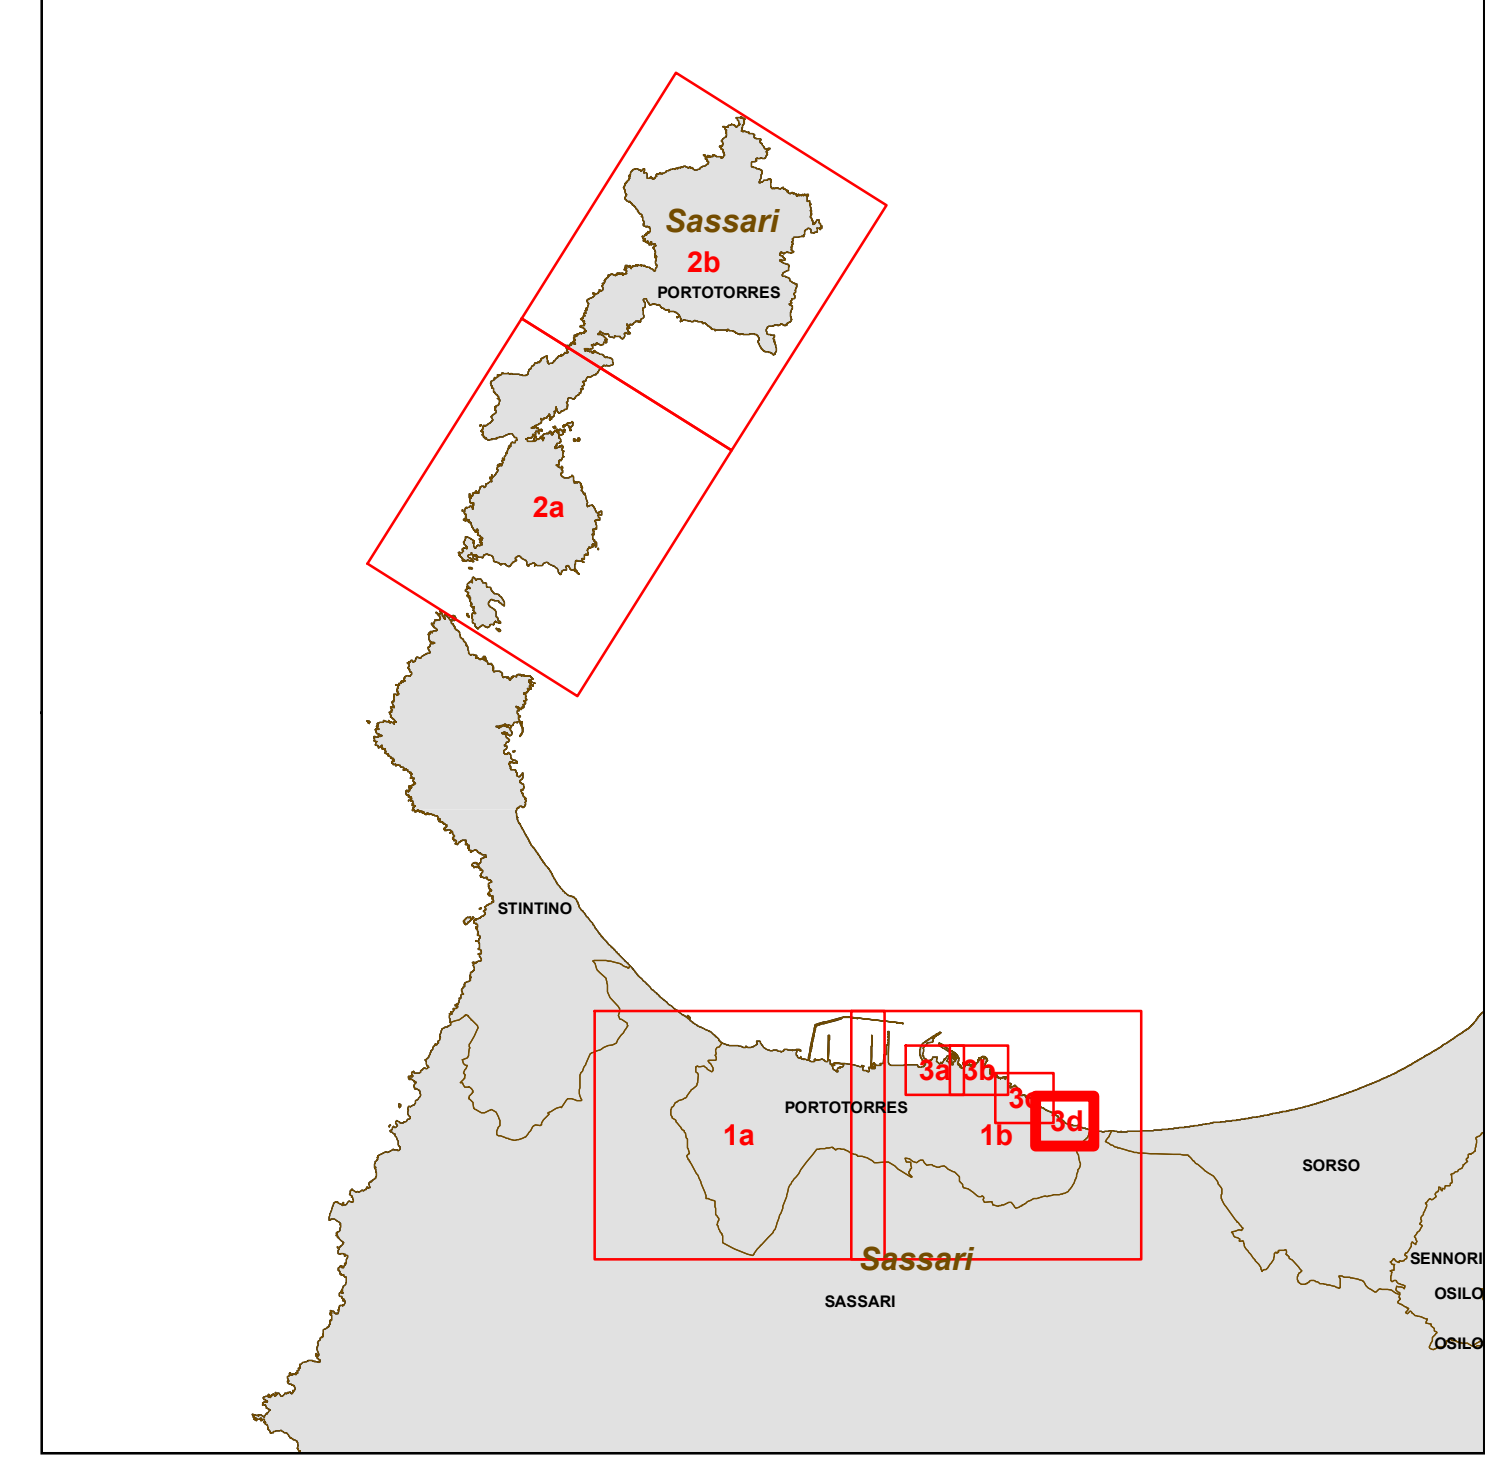 Sassari
2b
PORTOTORRES
2a
STINTINO
3a
3b
3c
PORTOTORRES
3d
1a
1b
SORSO
Sassari
SENNORI
OSILO
SASSARI
OSILO